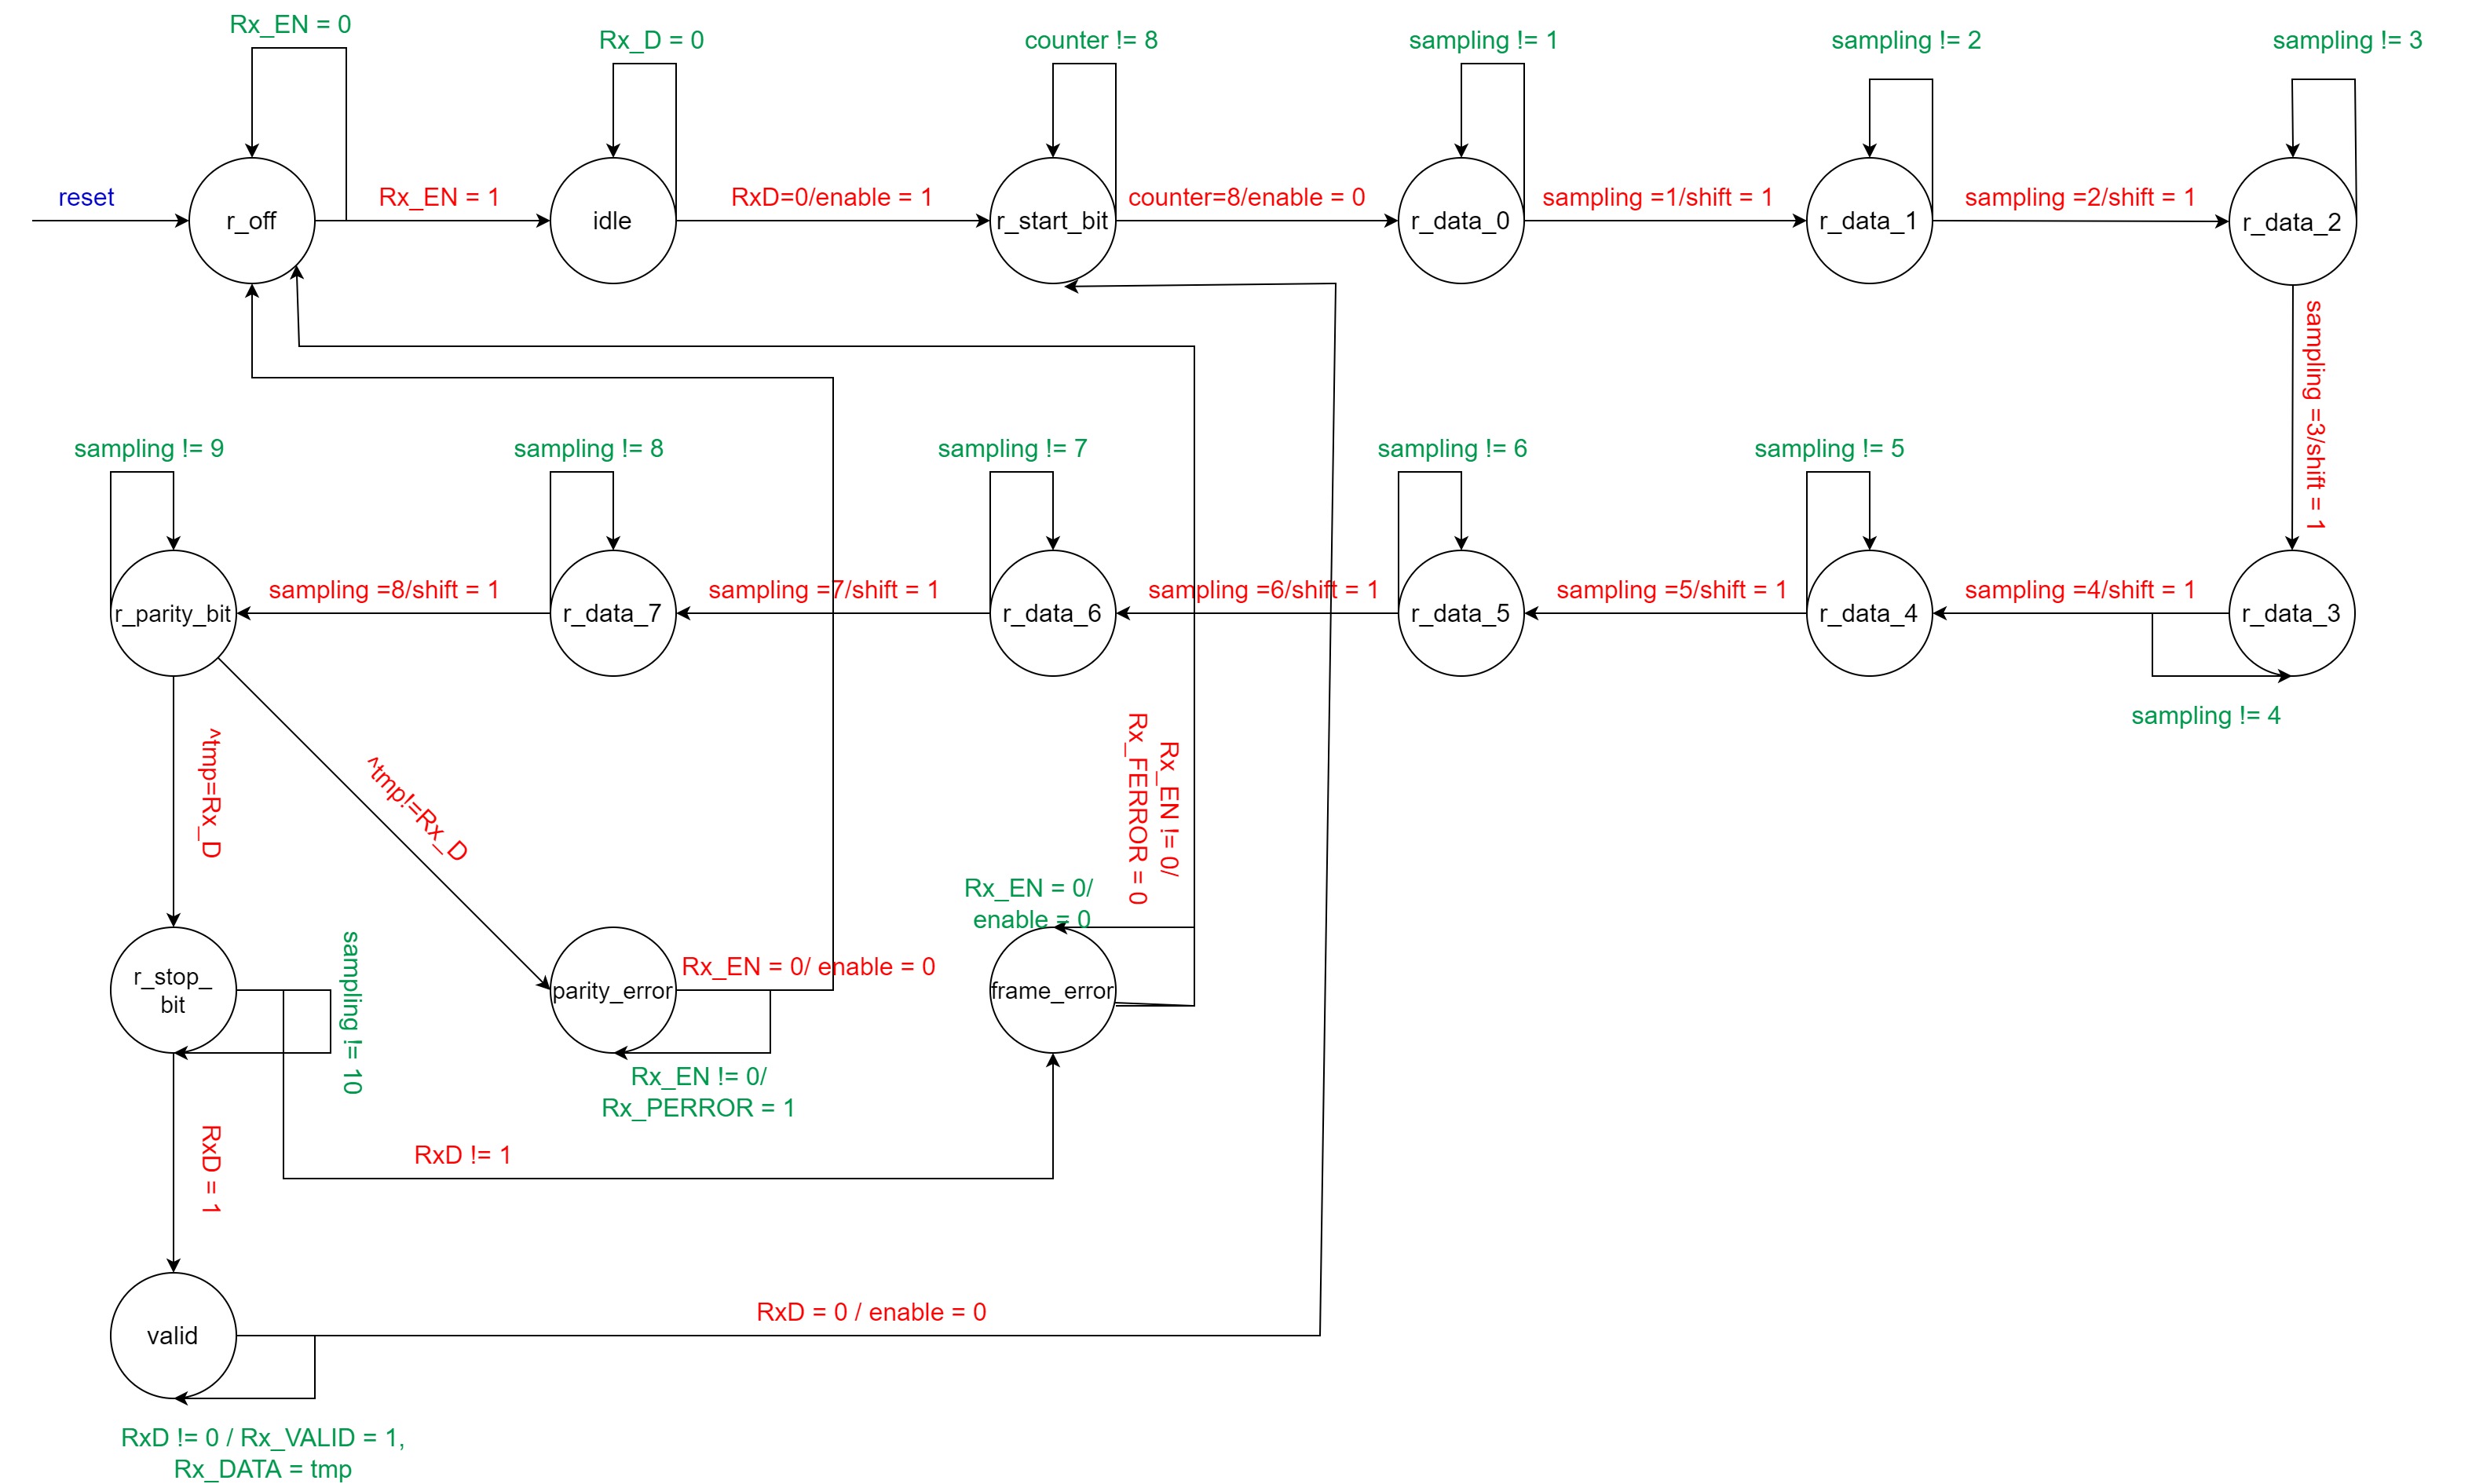 Rx_EN = 0
Rx_D = 0
counter != 8
sampling != 1
sampling != 2
sampling != 3
reset
r_off
Rx_EN = 1
idle
RxD=0/enable = 1
r_start_bit
counter=8/enable = 0
r_data_0
sampling =1/shift = 1
r_data_1
sampling =2/shift = 1
r_data_2
sampling =3/shift = 1
sampling != 9
sampling != 8
sampling != 7
sampling != 6
sampling != 5
r_parity_bit
sampling =8/shift = 1
r_data_7
sampling =7/shift = 1
r_data_6
sampling =6/shift = 1
r_data_5
sampling =5/shift = 1
r_data_4
sampling =4/shift = 1
r_data_3
sampling != 4
^tmp=Rx_D
^tmp!=Rx_D
Rx_EN != 0/
Rx_FERROR = 0
Rx_EN = 0/
enable = 0
r_stop_
bit
sampling != 10
parity_error
Rx_EN = 0/ enable = 0
frame_error
Rx_EN != 0/
Rx_PERROR = 1
RxD != 1
RxD = 1
valid
RxD = 0 / enable = 0
RxD != 0 / Rx_VALID = 1,
Rx_DATA = tmp